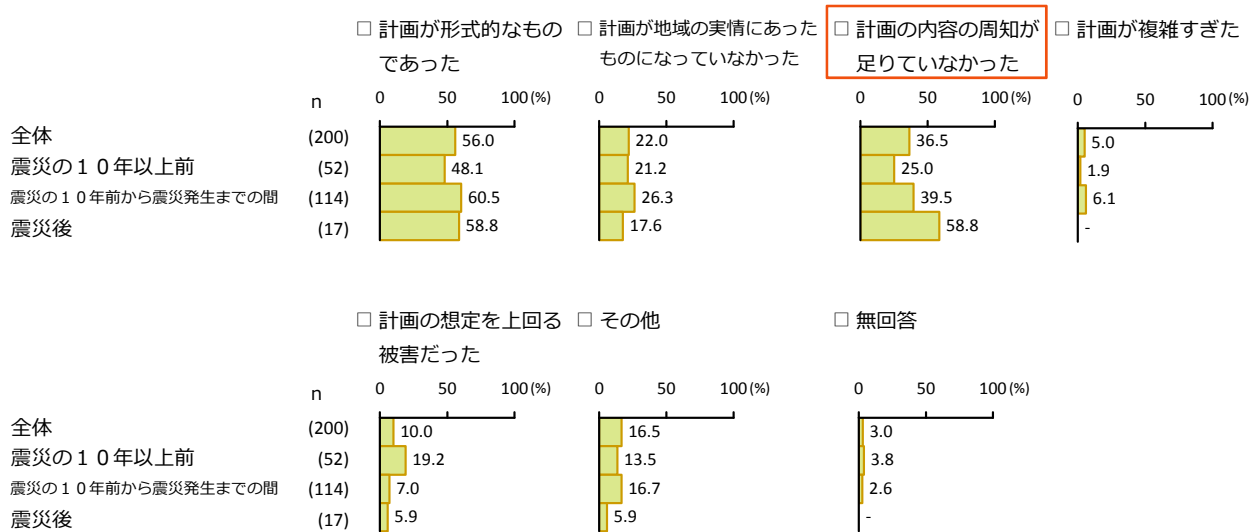 □ 計画が形式的なもの
であった
□ 計画が地域の実情にあった
ものになっていなかった
□ 計画の内容の周知が
足りていなかった
□ 計画が複雑すぎた
n 0 50 100(%) 0 50 100(%) 0 50 100(%) 0 50 100(%)
全体 (200) 56.0 22.0 36.5 5.0
震災の10年以上前 (52) 48.1 21.2 25.0 1.9
震災の10年前から震災発生までの間 (114) 60.5 26.3 39.5 6.1
震災後 (17) 58.8 17.6 58.8 -
□ 計画の想定を上回る
被害だった
□ その他
□ 無回答
n 0 50 100(%) 0 50 100(%) 0 50 100(%)
全体 (200) 10.0 16.5 3.0
震災の10年以上前 (52) 19.2 13.5 3.8
震災の10年前から震災発生までの間 (114) 7.0 16.7 2.6
震災後 (17) 5.9 5.9 -